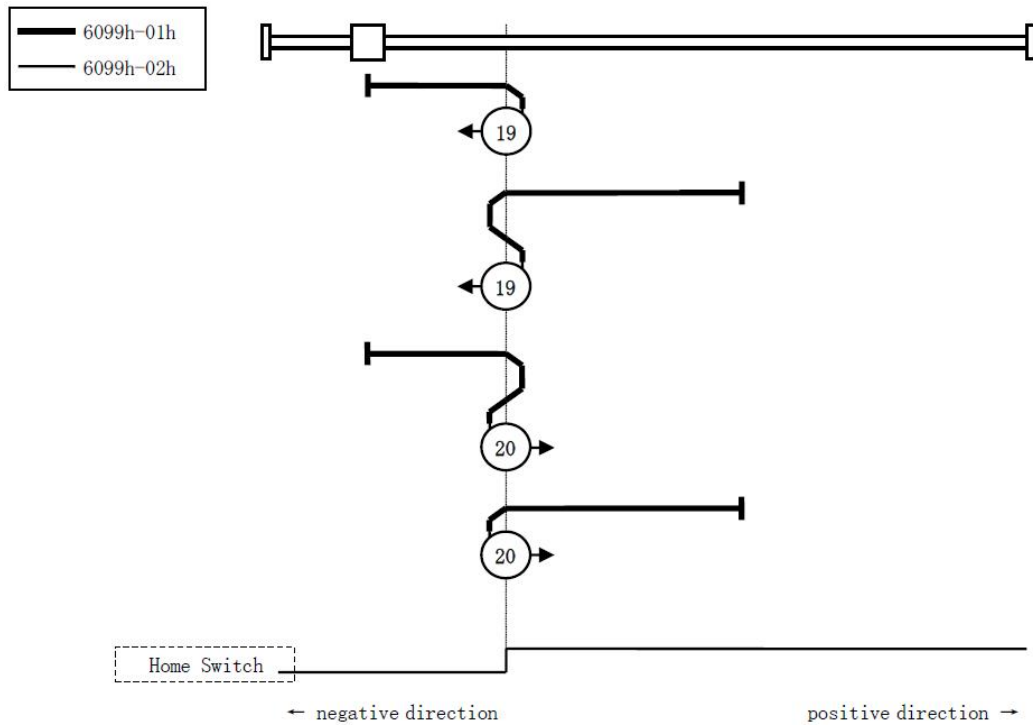 6099h-01h
6099h-02h
19
19
20
20
Home Switch
← negative direction
positive direction →